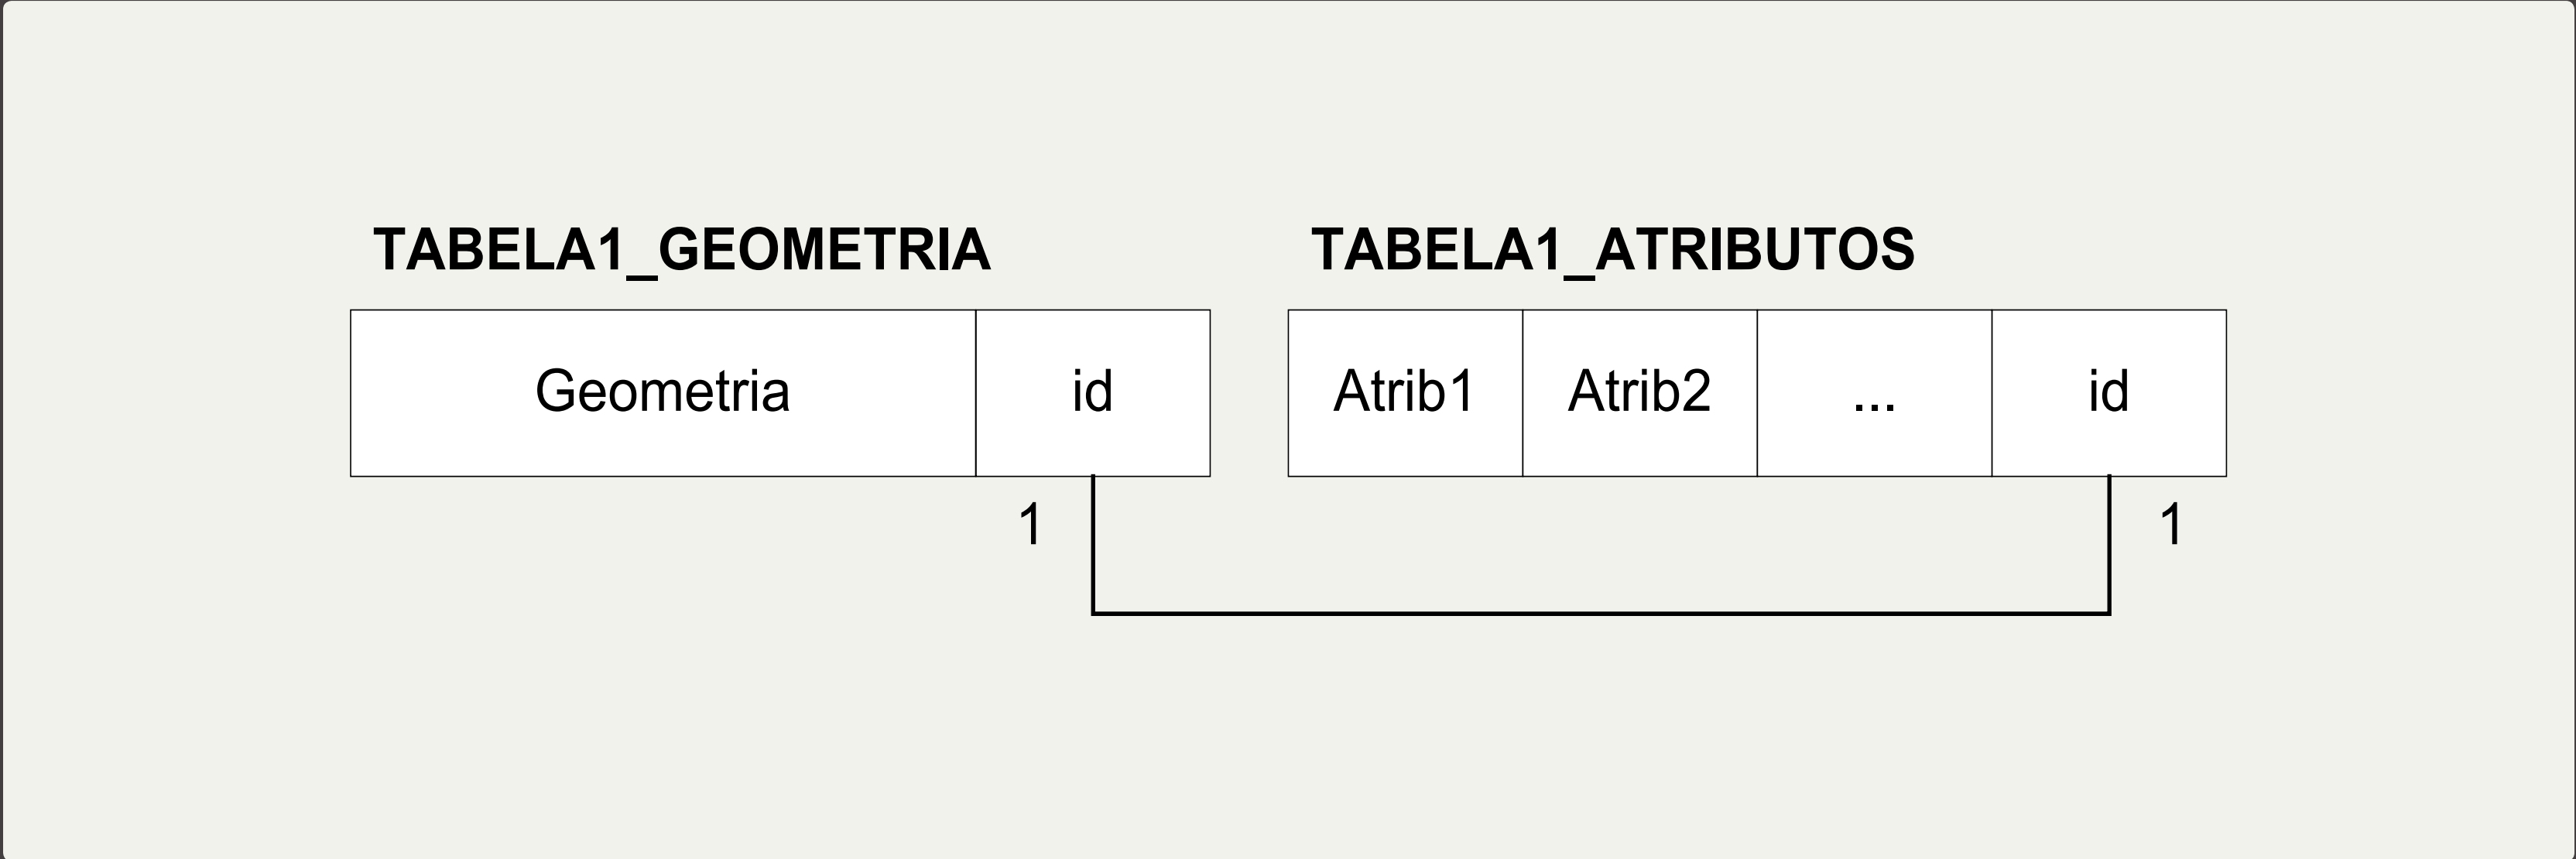 TABELA1_GEOMETRIA TABELA1_ATRIBUTOS
Geometria id Atrib1 Atrib2 ... id
1 1